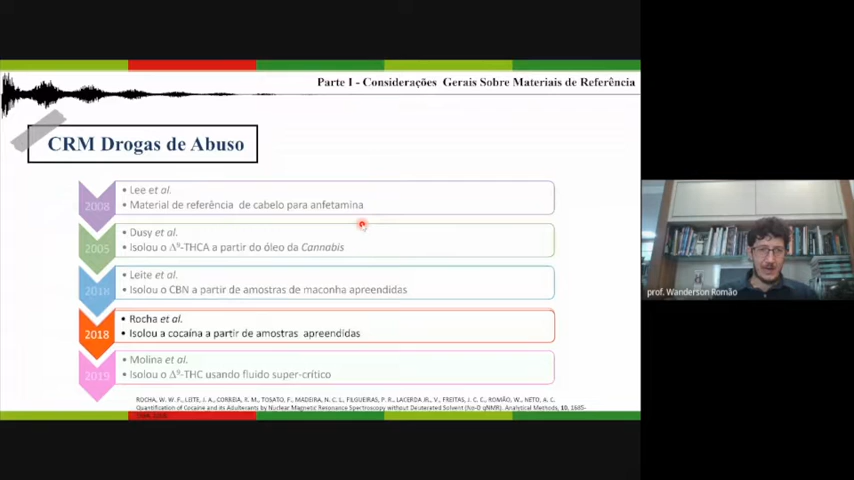 Parte I - Considerações Gerais Sobre Materiais de Referência
CRM Drogas de Abuso
2008
• Lee et al.
• Material de referência de cabelo para anfetamina
2005
• Dusy et al.
• Isolou o Δ⁹-THCA a partir do óleo da Cannabis
2018
• Leite et al.
• Isolou o CBN a partir de amostras de maconha apreendidas
2018
• Rocha et al.
• Isolou a cocaína a partir de amostras apreendidas
2019
• Molina et al.
• Isolou o Δ⁹-THC usando fluido super-crítico
ROCHA, W. W. F., LEITE, J. A., CORREIA, R. M., TOSATO, F., MADEIRA, N. C. L., FILGUEIRAS, P. R., LACERDA JR., V., FREITAS, J. C. C., ROMÃO, W., NETO, A. C.
Quantification of Cocaine and its Adulterants by Nuclear Magnetic Resonance Spectroscopy without Deuterated Solvent (No-D qNMR). Analytical Methods, 10, 1685-
prof. Wanderson Romão